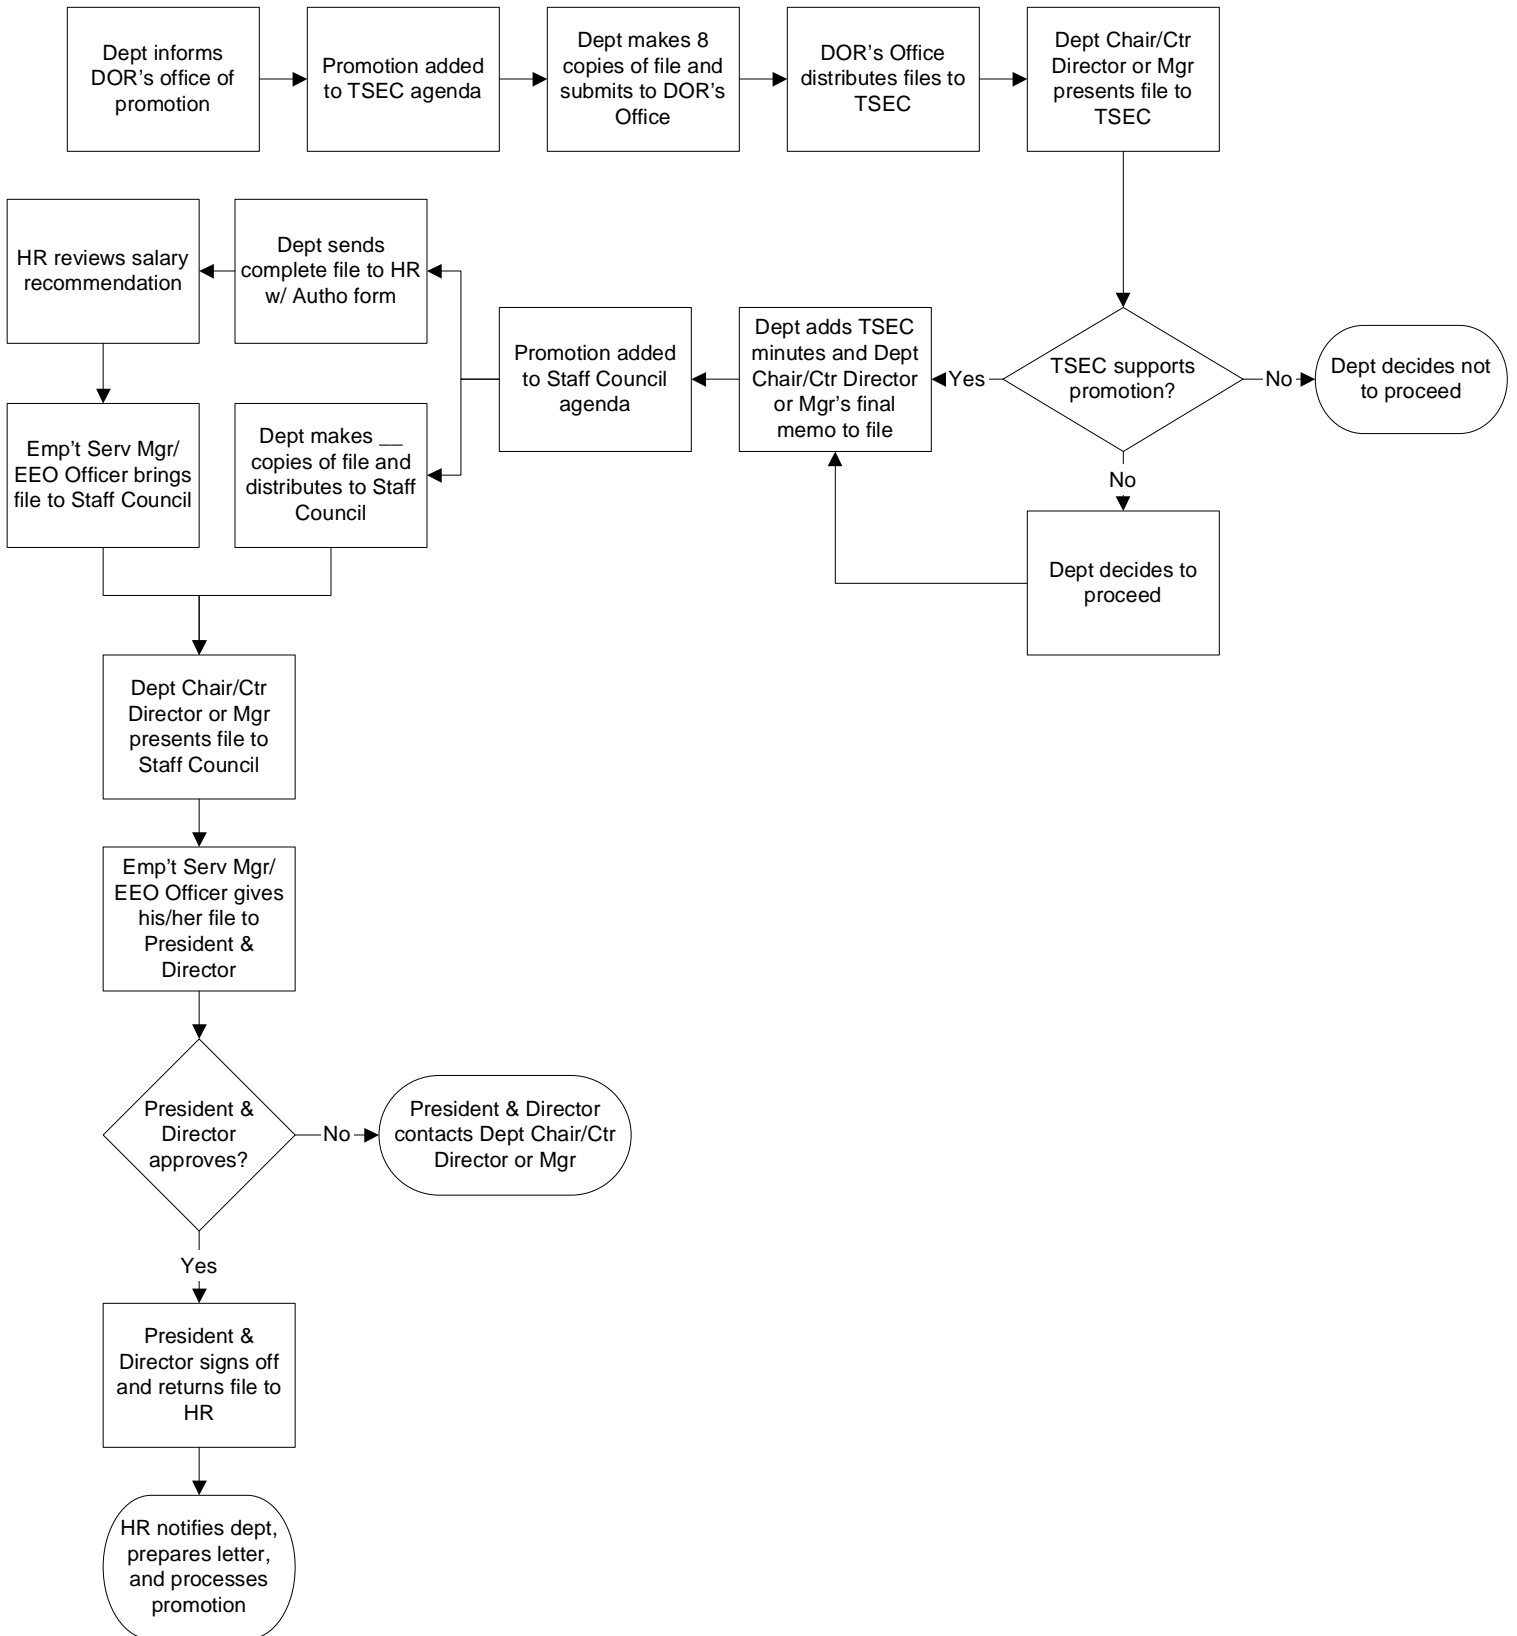 Dept informs
DOR's office of
promotion
Promotion added
to TSEC agenda
Dept makes 8
copies of file and
submits to DOR's
Office
DOR's Office
distributes files to
TSEC
Dept Chair/Ctr
Director or Mgr
presents file to
TSEC
TSEC supports
promotion?
No
Dept decides not
to proceed
No
Dept decides to
proceed
Yes
Dept adds TSEC
minutes and Dept
Chair/Ctr Director
or Mgr's final
memo to file
Promotion added
to Staff Council
agenda
Dept sends
complete file to HR
w/ Autho form
HR reviews salary
recommendation
Emp't Serv Mgr/
EEO Officer brings
file to Staff Council
Dept makes __
copies of file and
distributes to Staff
Council
Dept Chair/Ctr
Director or Mgr
presents file to
Staff Council
Emp't Serv Mgr/
EEO Officer gives
his/her file to
President &
Director
President &
Director
approves?
No
President & Director
contacts Dept Chair/Ctr
Director or Mgr
Yes
President &
Director signs off
and returns file to
HR
HR notifies dept,
prepares letter,
and processes
promotion